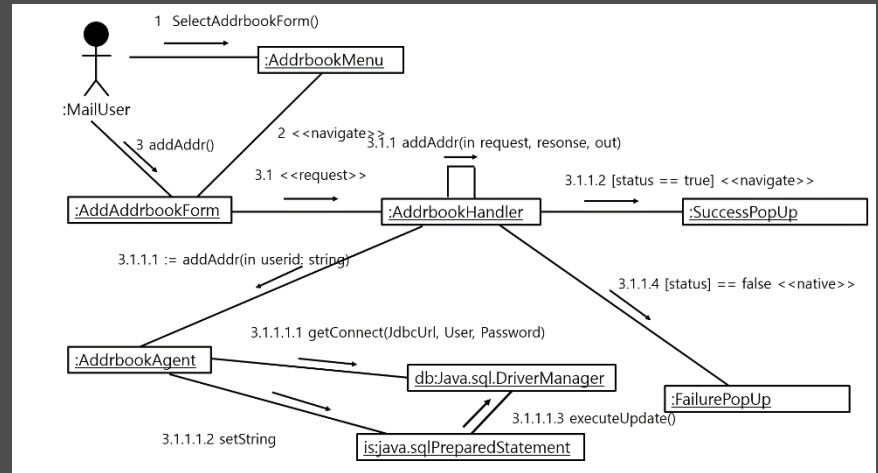 1 SelectAddrbookForm()
:AddrbookMenu
:MailUser
2 <<navigate>>
3 addAddr()
3.1.1 addAddr(in request, resonse, out)
3.1 <<request>>
3.1.1.2 [status == true] <<navigate>>
:AddAddrbookForm
:AddrbookHandler
:SuccessPopUp
3.1.1.1 := addAddr(in userid: string)
3.1.1.4 [status] == false <<native>>
3.1.1.1.1 getConnect(JdbcUrl, User, Password)
:AddrbookAgent
db:Java.sql.DriverManager
:FailurePopUp
3.1.1.1.3 executeUpdate()
3.1.1.1.2 setString
is:java.sqlPreparedStatement